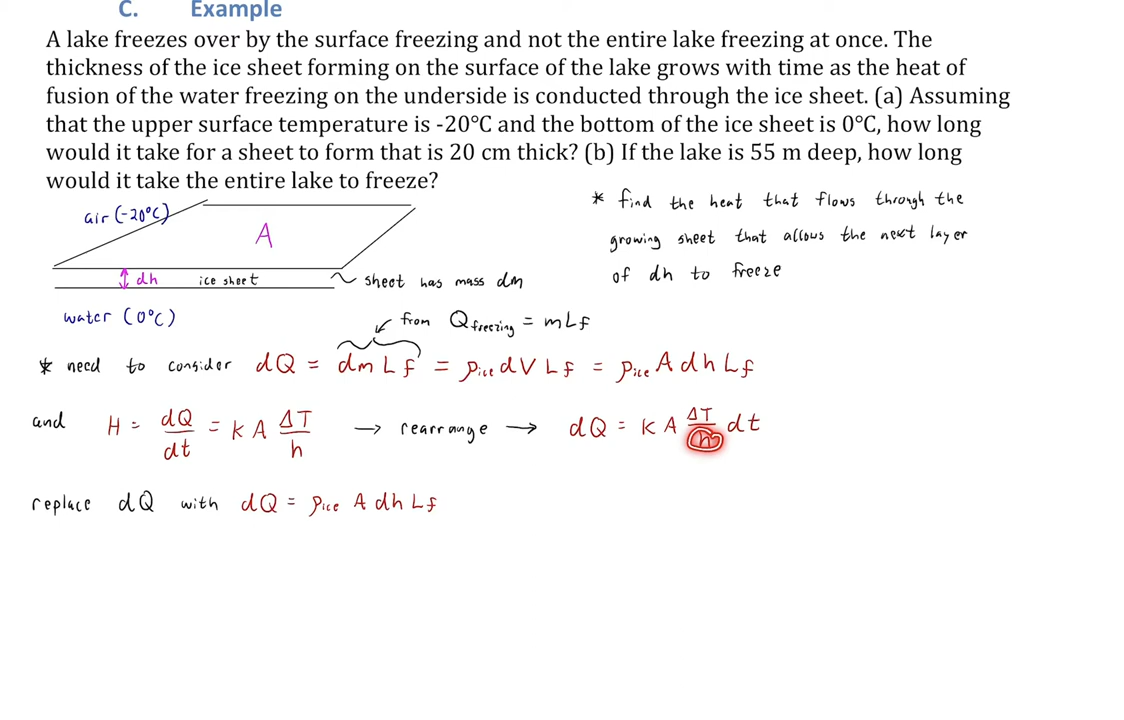 C. Example
A lake freezes over by the surface freezing and not the entire lake freezing at once. The
thickness of the ice sheet forming on the surface of the lake grows with time as the heat of
fusion of the water freezing on the underside is conducted through the ice sheet. (a) Assuming
that the upper surface temperature is -20°C and the bottom of the ice sheet is 0°C, how long
would it take for a sheet to form that is 20 cm thick? (b) If the lake is 55 m deep, how long
would it take the entire lake to freeze?
air (-20°C)
A
* find the heat that flows through the
growing sheet that allows the next layer
of dh to freeze
dh ice sheet
sheet has mass dm
water (0°C)
from Q freezing = mLf
* need to consider dQ = dm Lf = ρice dV Lf = ρice A dh Lf
and H = dQ/dt = k A ΔT/h → rearrange → dQ = k A ΔT/h dt
replace dQ with dQ = ρice A dh Lf